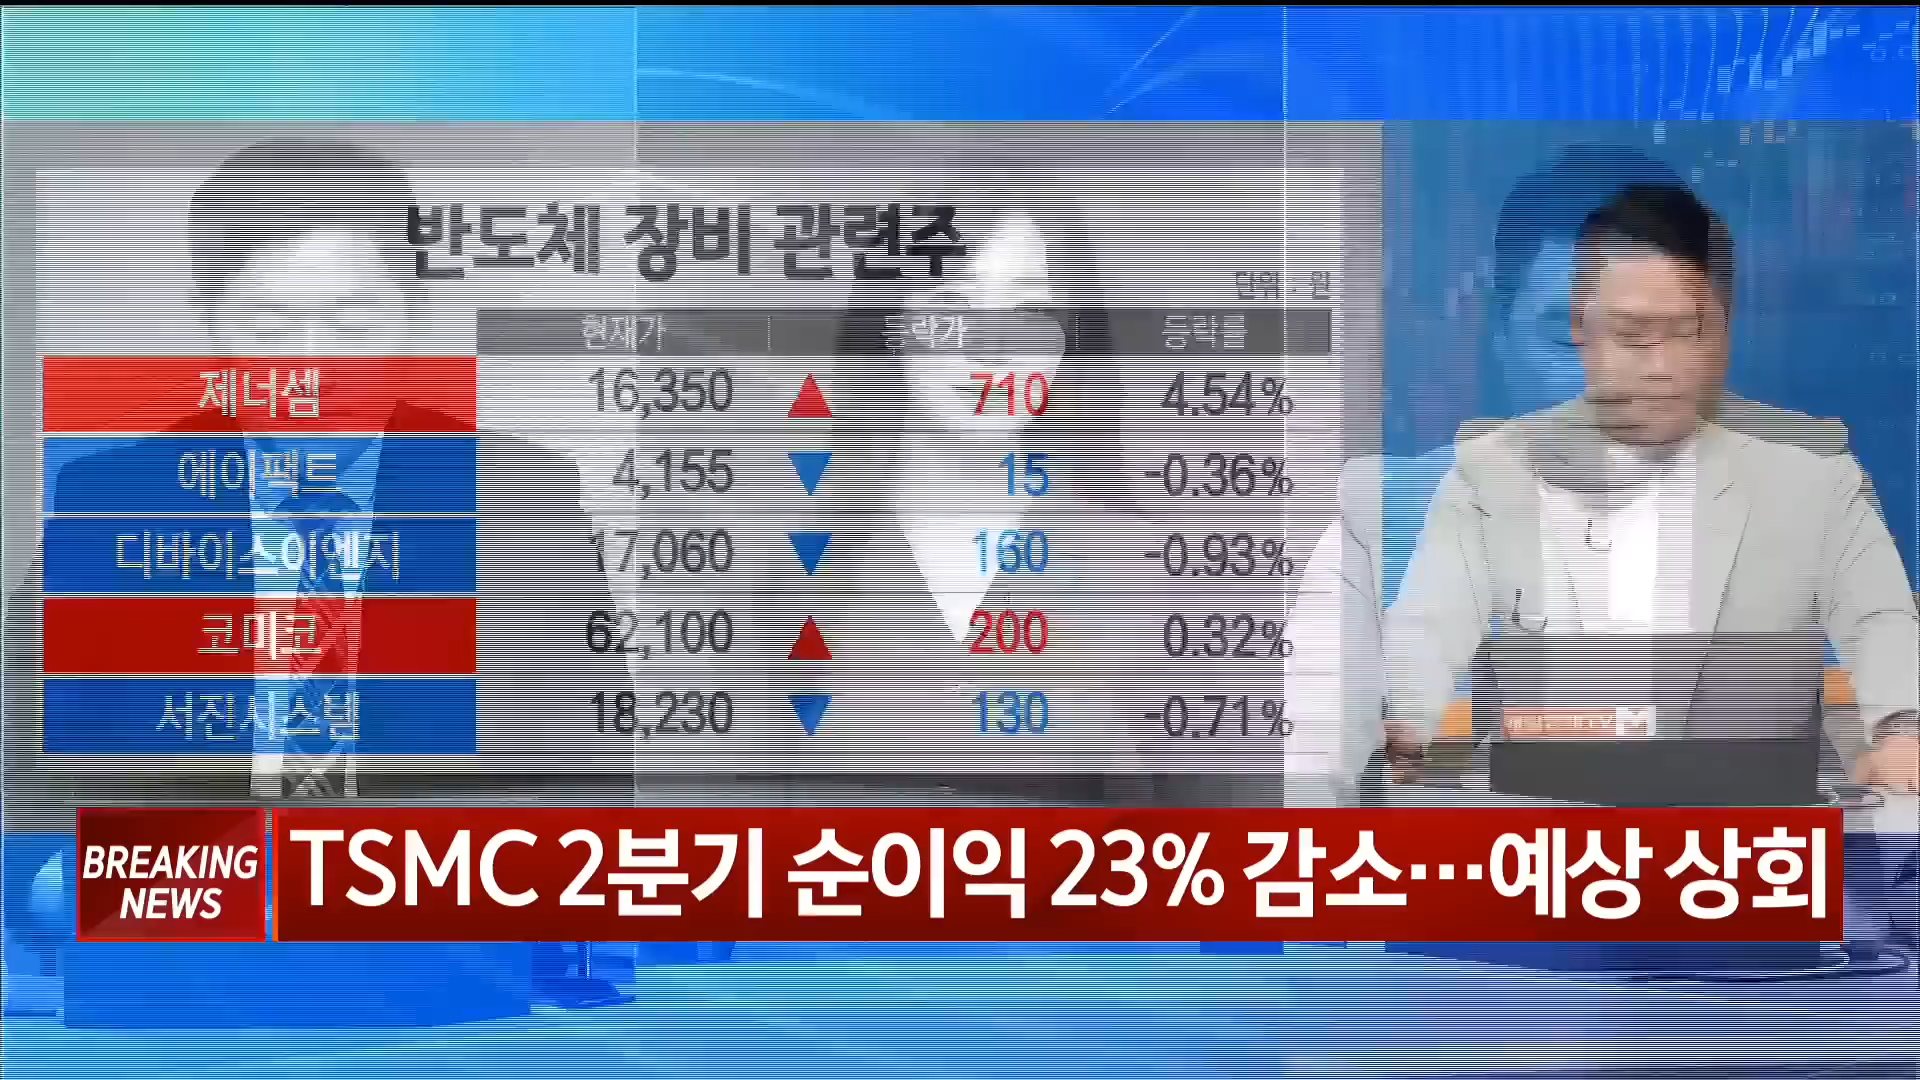 반도체 장비 관련주
단위 : 원
현재가 등락가 등락률
제너셈 16,350 ▲ 710 4.54%
에이팩트 4,155 ▼ 15 -0.36%
디바이스이엔지 17,060 ▼ 160 -0.93%
코미코 62,100 ▲ 200 0.32%
서진시스템 18,230 ▼ 130 -0.71%
BREAKING
NEWS
TSMC 2분기 순이익 23% 감소…예상 상회